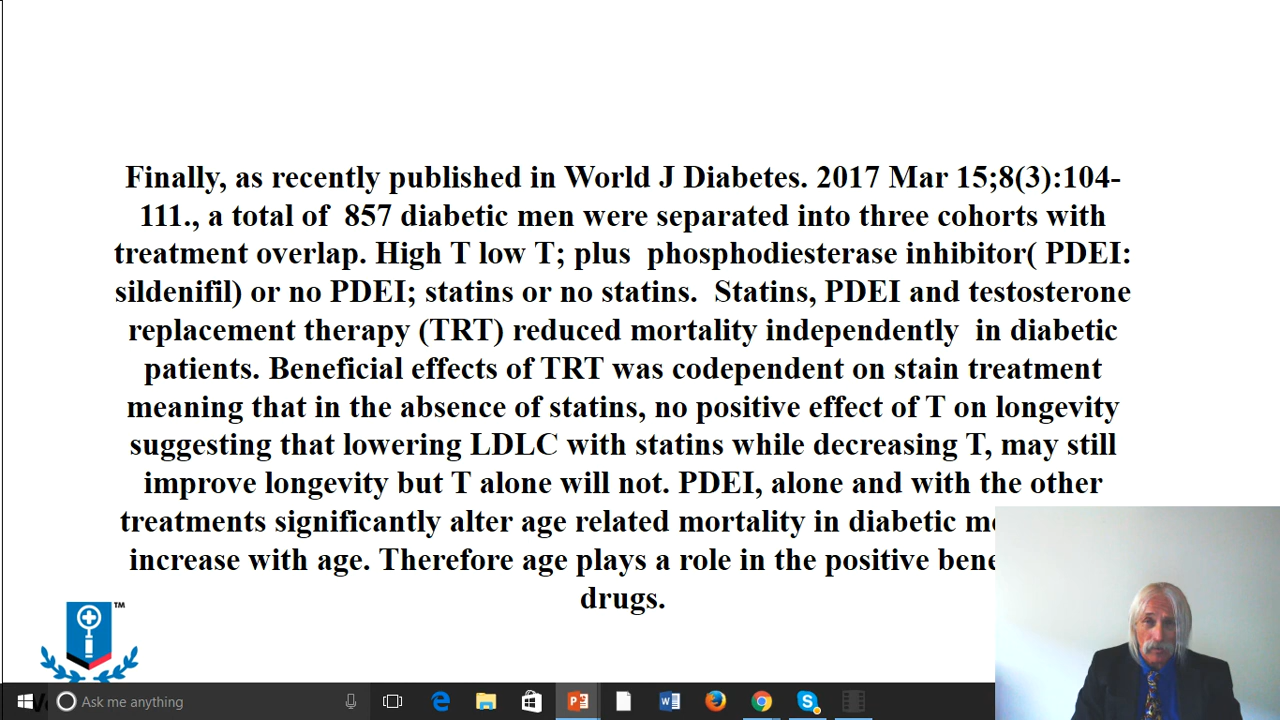 Finally, as recently published in World J Diabetes. 2017 Mar 15;8(3):104-
111., a total of 857 diabetic men were separated into three cohorts with
treatment overlap. High T low T; plus phosphodiesterase inhibitor( PDEI:
sildenifil) or no PDEI; statins or no statins. Statins, PDEI and testosterone
replacement therapy (TRT) reduced mortality independently in diabetic
patients. Beneficial effects of TRT was codependent on stain treatment
meaning that in the absence of statins, no positive effect of T on longevity
suggesting that lowering LDLC with statins while decreasing T, may still
improve longevity but T alone will not. PDEI, alone and with the other
treatments significantly alter age related mortality in diabetic
increase with age. Therefore age plays a role in the positive
drugs.
TM
Ask me anything